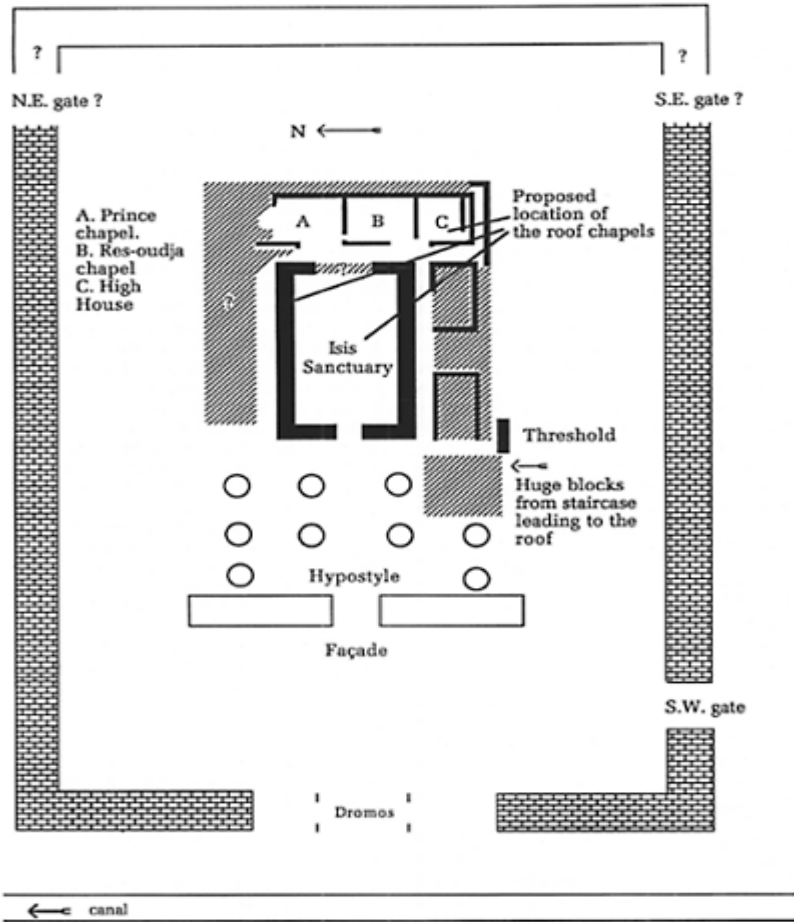 ?
?
N.E. gate ?
S.E. gate ?
N
A. Prince
chapel.
B. Res-oudja
chapel
C. High
House
A
B
C
Proposed
location of
the roof chapels
?
?
Isis
Sanctuary
Threshold
Huge blocks
from staircase
leading to the
roof
Hypostyle
Façade
S.W. gate
Dromos
canal